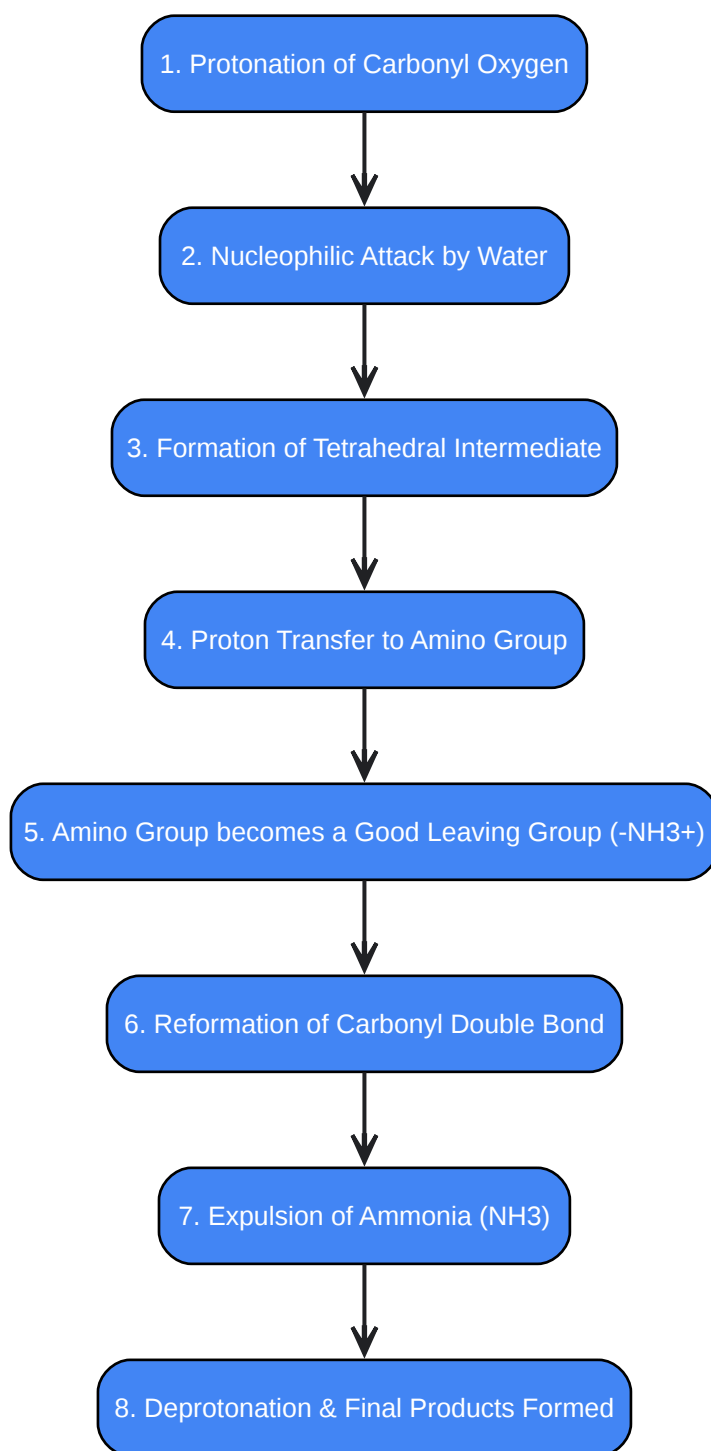 1. Protonation of Carbonyl Oxygen
2. Nucleophilic Attack by Water
3. Formation of Tetrahedral Intermediate
4. Proton Transfer to Amino Group
5. Amino Group becomes a Good Leaving Group (-NH3+)
6. Reformation of Carbonyl Double Bond
7. Expulsion of Ammonia (NH3)
8. Deprotonation & Final Products Formed